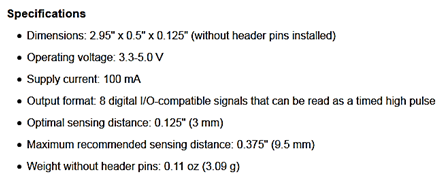 Specifications
Dimensions: 2.95" x 0.5" x 0.125" (without header pins installed)
Operating voltage: 3.3-5.0 V
Supply current: 100 mA
Output format: 8 digital I/O-compatible signals that can be read as a timed high pulse
Optimal sensing distance: 0.125" (3 mm)
Maximum recommended sensing distance: 0.375" (9.5 mm)
Weight without header pins: 0.11 oz (3.09 g)